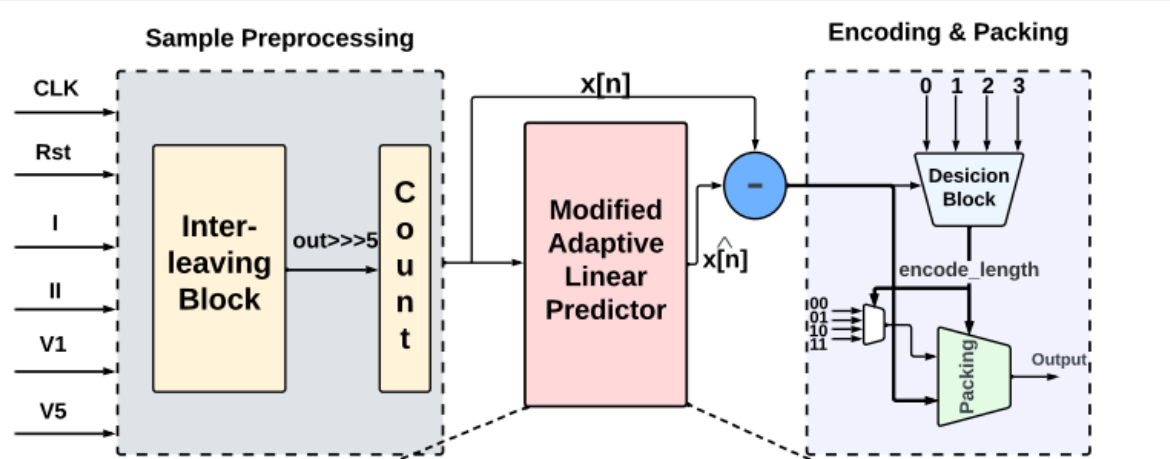 Sample Preprocessing
Encoding & Packing
CLK
Rst
I
II
V1
V5
Inter-
leaving
Block
out>>>5
C
o
u
n
t
x[n]
Modified
Adaptive
Linear
Predictor
-
x[n̂]
0 1 2 3
Desicion
Block
encode_length
00
01
10
11
Packing
Output